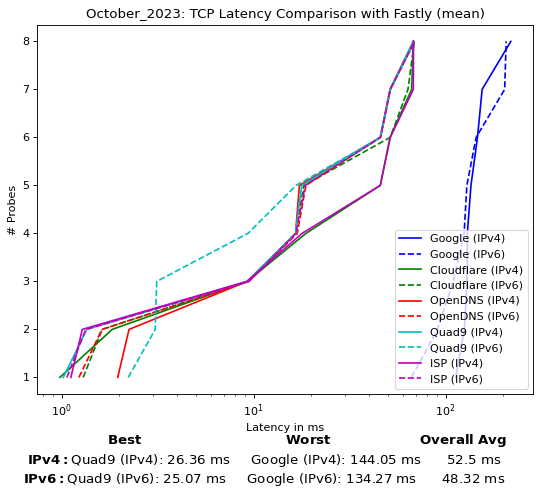 October_2023: TCP Latency Comparison with Fastly (mean)
8
7
6
5
4
3
2
1
# Probes
Google (IPv4)
Google (IPv6)
Cloudflare (IPv4)
Cloudflare (IPv6)
OpenDNS (IPv4)
OpenDNS (IPv6)
Quad9 (IPv4)
Quad9 (IPv6)
ISP (IPv4)
ISP (IPv6)
10⁰ 10¹ 10²
Latency in ms
Best Worst Overall Avg
IPv4: Quad9 (IPv4): 26.36 ms Google (IPv4): 144.05 ms 52.5 ms
IPv6: Quad9 (IPv6): 25.07 ms Google (IPv6): 134.27 ms 48.32 ms